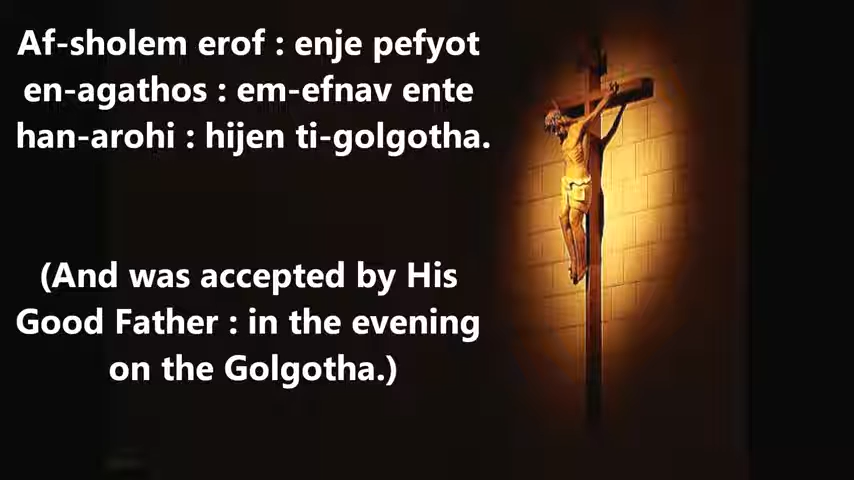 Af-sholem erof : enje pefyot
en-agathos : em-efnav ente
han-arohi : hijen ti-golgotha.
(And was accepted by His
Good Father : in the evening
on the Golgotha.)